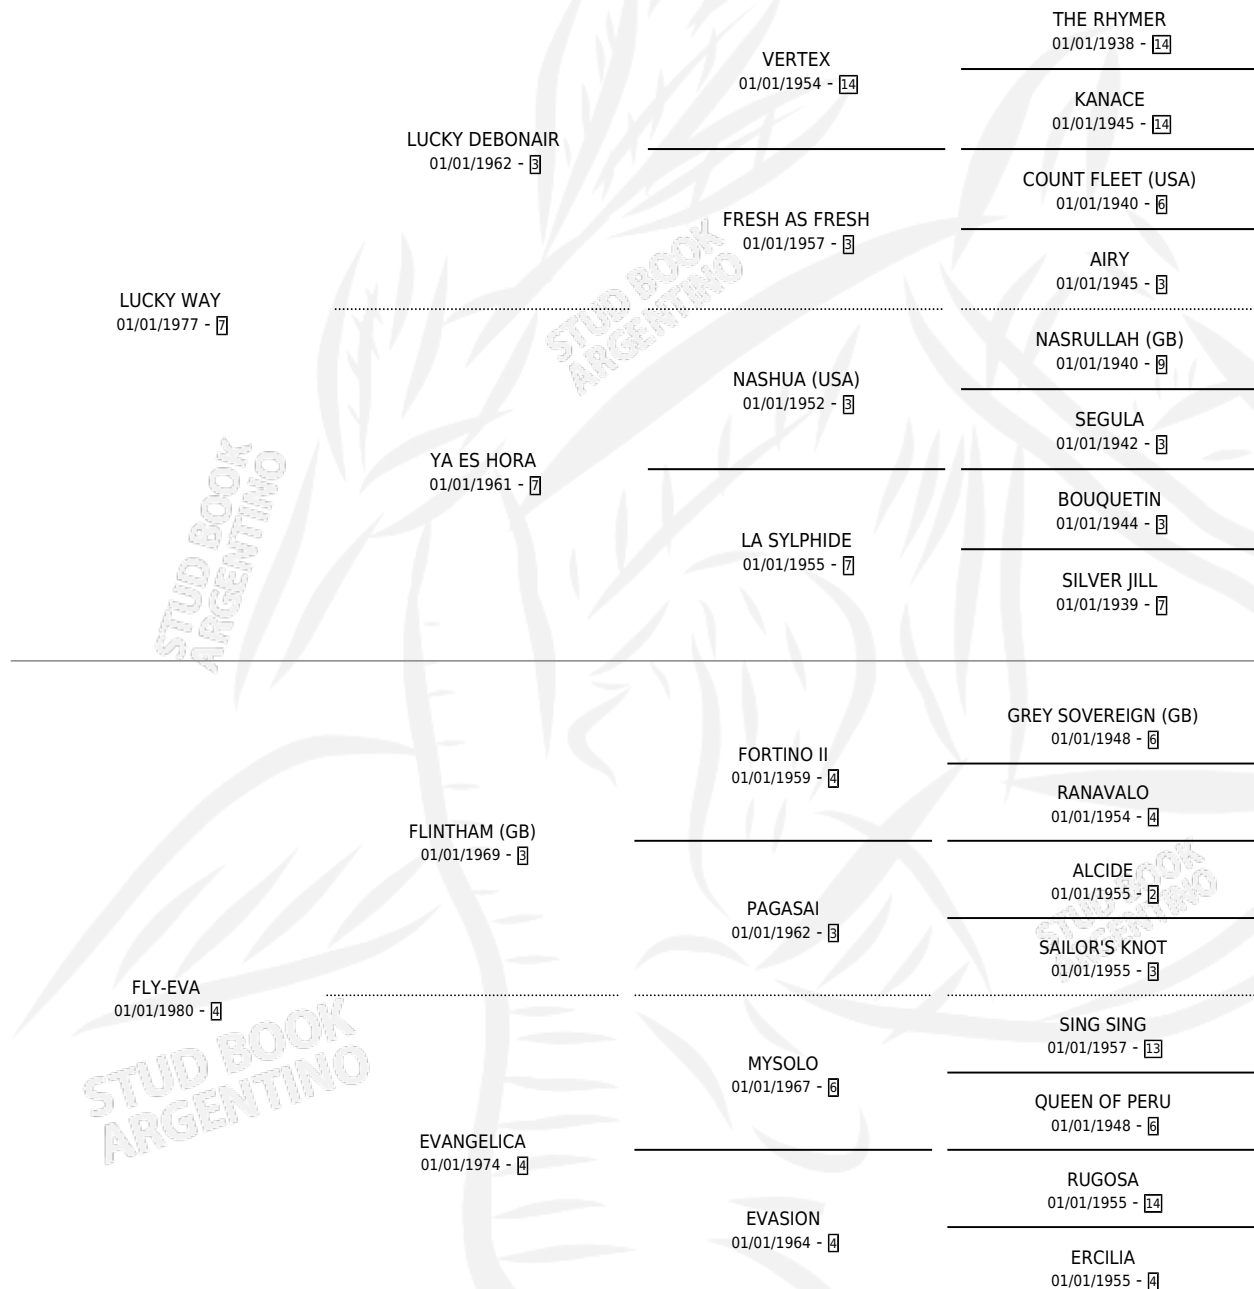 THE RHYMER
01/01/1938 - 14
VERTEX
01/01/1954 - 14
KANACE
01/01/1945 - 14
LUCKY DEBONAIR
01/01/1962 - 3
COUNT FLEET (USA)
01/01/1940 - 6
FRESH AS FRESH
01/01/1957 - 3
AIRY
01/01/1945 - 3
LUCKY WAY
01/01/1977 - 7
NASRULLAH (GB)
01/01/1940 - 9
NASHUA (USA)
01/01/1952 - 3
SEGULA
01/01/1942 - 3
YA ES HORA
01/01/1961 - 7
BOUQUETIN
01/01/1944 - 3
LA SYLPHIDE
01/01/1955 - 7
SILVER JILL
01/01/1939 - 7
GREY SOVEREIGN (GB)
01/01/1948 - 6
FORTINO II
01/01/1959 - 4
RANAVALO
01/01/1954 - 4
FLINTHAM (GB)
01/01/1969 - 3
ALCIDE
01/01/1955 - 2
PAGASAI
01/01/1962 - 3
SAILOR'S KNOT
01/01/1955 - 3
FLY-EVA
01/01/1980 - 4
SING SING
01/01/1957 - 13
MYSOLO
01/01/1967 - 6
QUEEN OF PERU
01/01/1948 - 6
EVANGELICA
01/01/1974 - 4
RUGOSA
01/01/1955 - 14
EVASION
01/01/1964 - 4
ERCILIA
01/01/1955 - 4
STUD BOOK
ARGENTINO
STUD BOOK
ARGENTINO
STUD BOOK
ARGENTINO
STUD BOOK
ARGENTINO